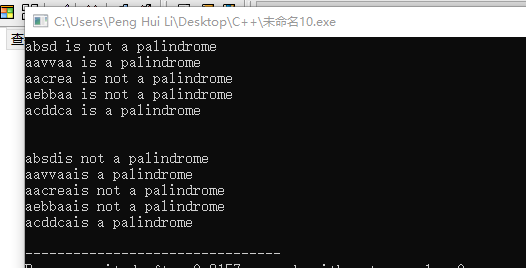 C:\Users\Peng Hui Li\Desktop\C++\未命名10.exe
查
absd is not a palindrome
aavvaa is a palindrome
aacrea is not a palindrome
aebbaa is not a palindrome
acddca is a palindrome
absdis not a palindrome
aavvaais a palindrome
aacreais not a palindrome
aebbaais not a palindrome
acddcais a palindrome
--------------------------------